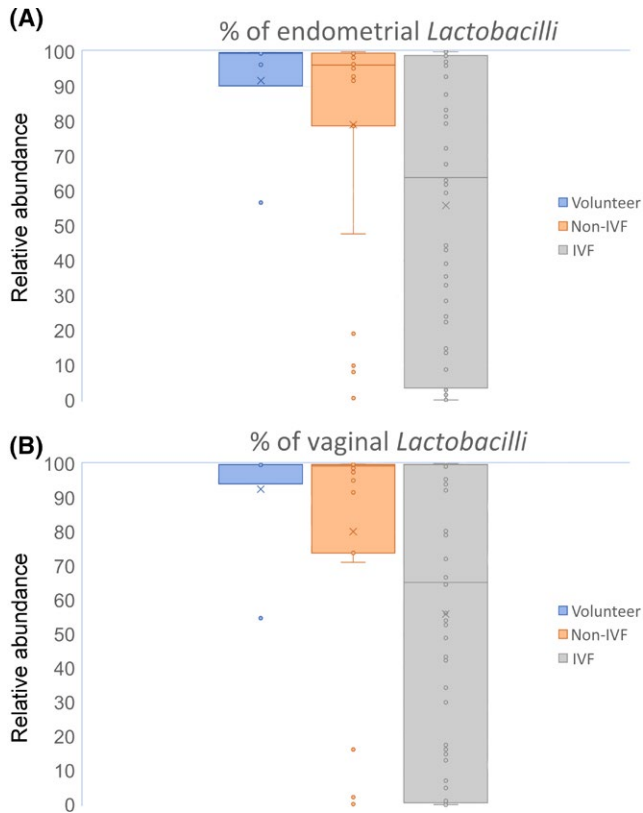 (A)
% of endometrial Lactobacilli
Relative abundance
100
90
80
70
60
50
40
30
20
10
0
Volunteer
Non-IVF
IVF
(B)
% of vaginal Lactobacilli
Relative abundance
100
90
80
70
60
50
40
30
20
10
0
Volunteer
Non-IVF
IVF